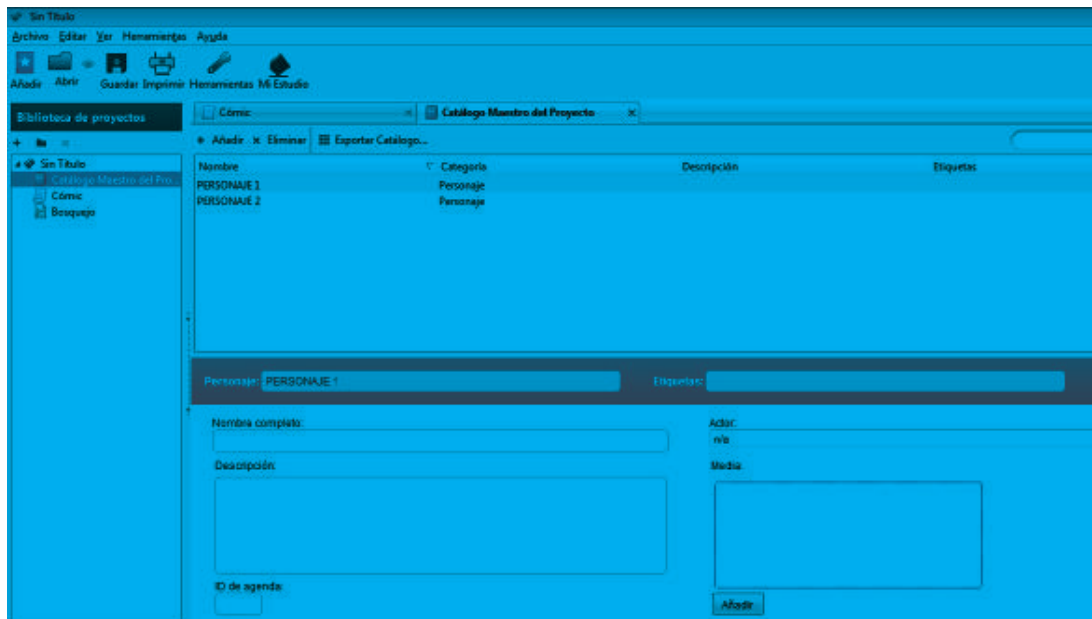 Sin Título
Archivo Editar Ver Herramientas Ayuda
Añadir Abrir Guardar Imprimir Herramientas Mi Estudio
Biblioteca de proyectos
Cómic
Catálogo Maestro del Proyecto
Añadir Eliminar Exportar Catálogo...
Sin Título
Catálogo Maestro del Pro...
Cómic
Bosquejo
Nombre Categoría Descripción Etiquetas
PERSONAJE 1 Personaje
PERSONAJE 2 Personaje
Personaje: PERSONAJE 1 Etiquetas:
Nombre completo: Actor:
n/a
Descripción: Media:
ID de agenda:
Añadir